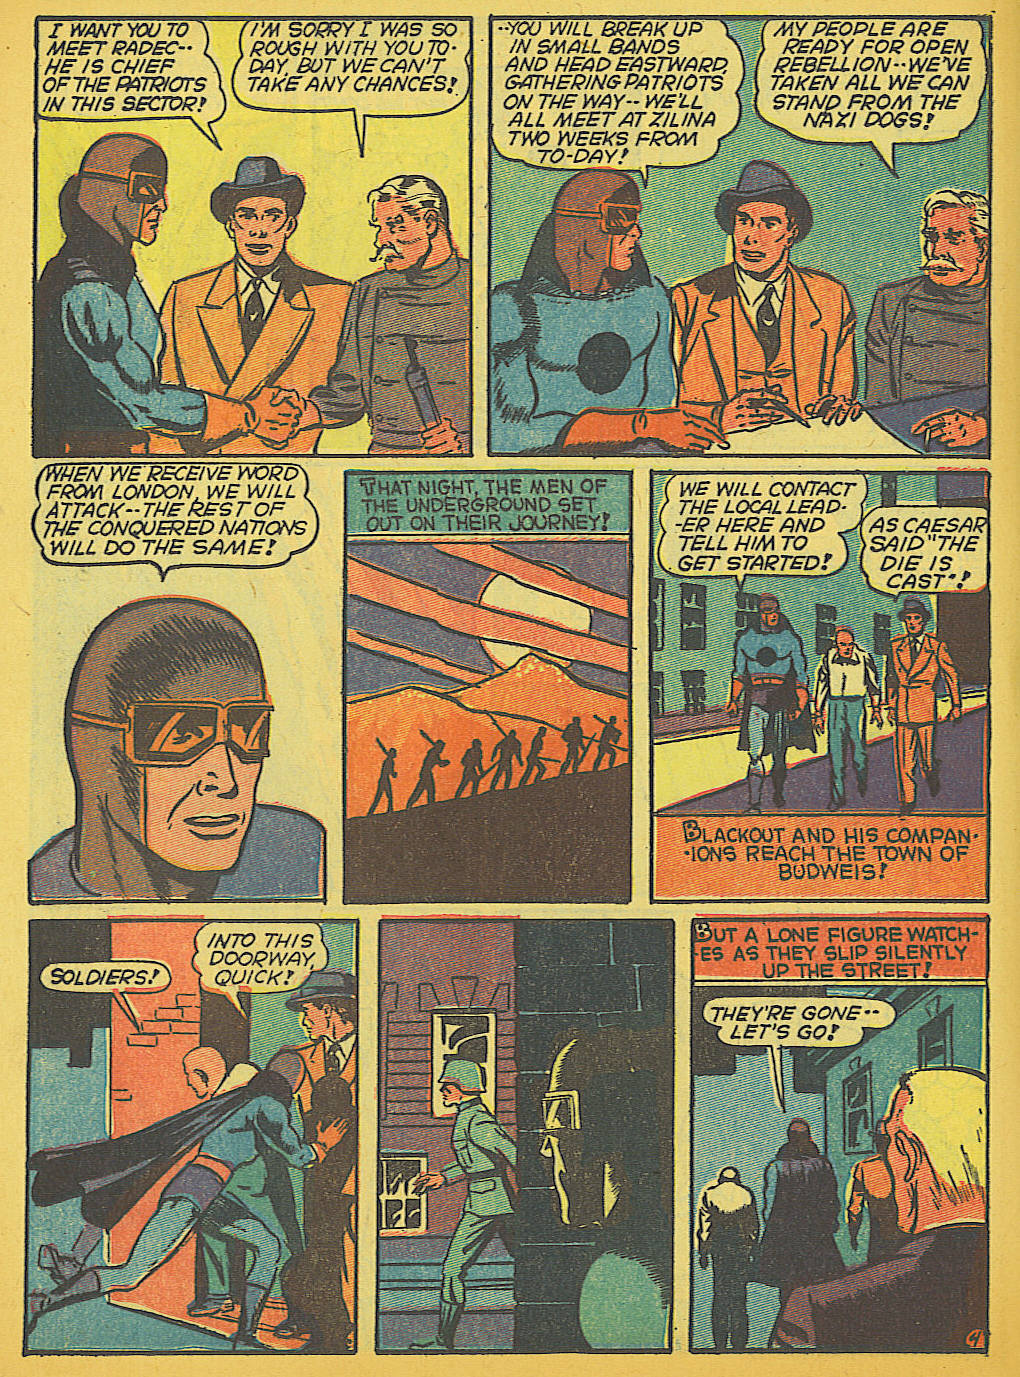 I WANT YOU TO
MEET RADEC--
HE IS CHIEF
OF THE PATRIOTS
IN THIS SECTOR!
I'M SORRY I WAS SO
ROUGH WITH YOU TO-
DAY, BUT WE CAN'T
TAKE ANY CHANCES!
--YOU WILL BREAK UP
IN SMALL BANDS
AND HEAD EASTWARD,
GATHERING PATRIOTS
ON THE WAY-- WE'LL
ALL MEET AT ZILINA
TWO WEEKS FROM
TO-DAY!
MY PEOPLE ARE
READY FOR OPEN
REBELLION--WE'VE
TAKEN ALL WE CAN
STAND FROM THE
NAZI DOGS!
WHEN WE RECEIVE WORD
FROM LONDON, WE WILL
ATTACK--THE REST OF
THE CONQUERED NATIONS
WILL DO THE SAME!
THAT NIGHT, THE MEN OF
THE UNDERGROUND SET
OUT ON THEIR JOURNEY!
WE WILL CONTACT
THE LOCAL LEAD-
-ER HERE AND
TELL HIM TO
GET STARTED!
AS CAESAR
SAID "THE
DIE IS
CAST"!
BLACKOUT AND HIS COMPAN-
-IONS REACH THE TOWN OF
BUDWEIS!
SOLDIERS!
INTO THIS
DOORWAY,
QUICK!
BUT A LONE FIGURE WATCH-
-ES AS THEY SLIP SILENTLY
UP THE STREET!
THEY'RE GONE--
LET'S GO!
4